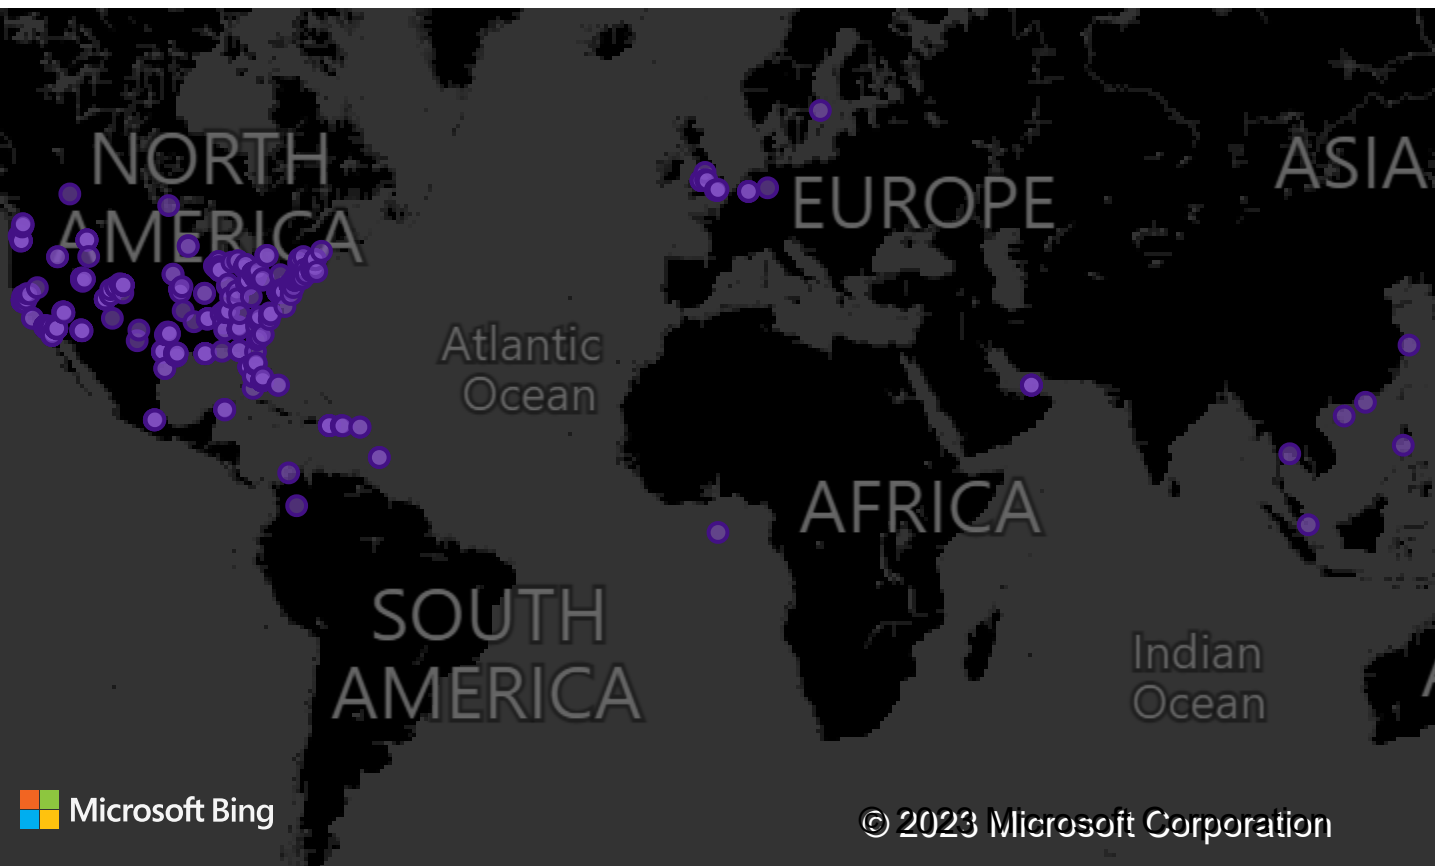 NORTH
AMERICA
EUROPE
ASIA
Atlantic
Ocean
AFRICA
SOUTH
AMERICA
Indian
Ocean
A
Microsoft Bing
© 2023 Microsoft Corporation